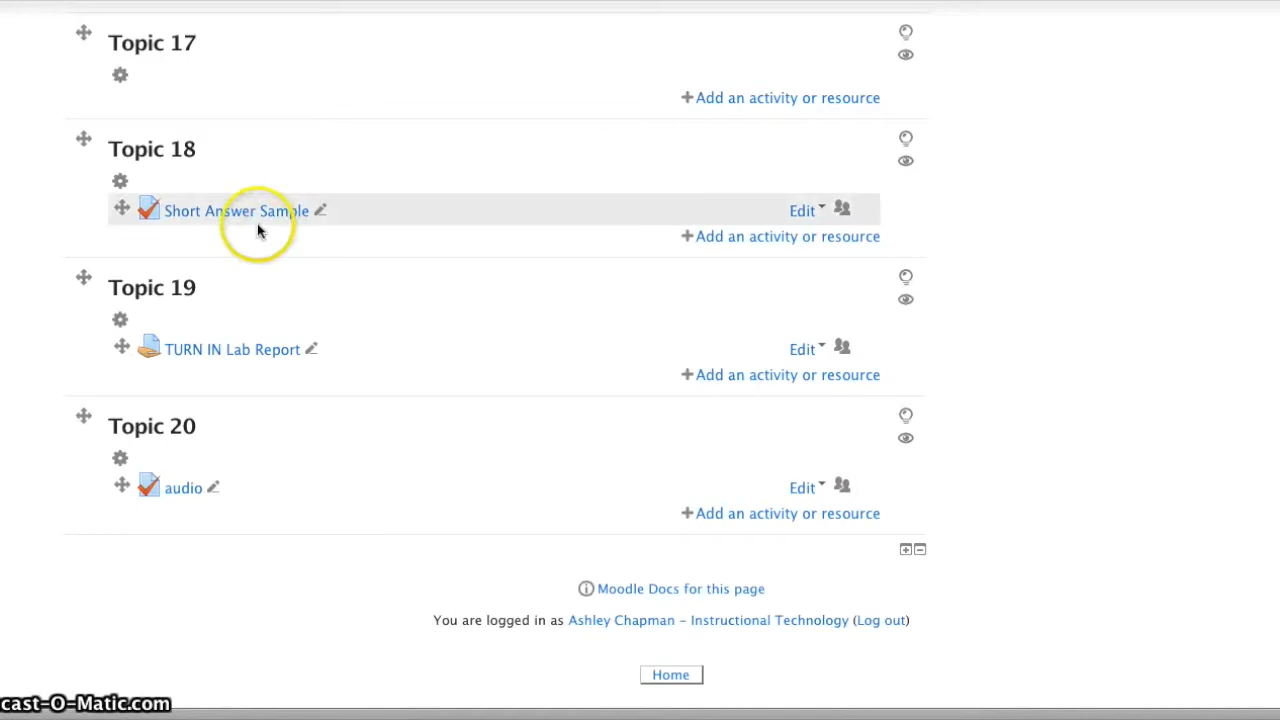 Topic 17
Add an activity or resource
Topic 18
Short Answer Sample
Edit
Add an activity or resource
Topic 19
TURN IN Lab Report
Edit
Add an activity or resource
Topic 20
audio
Edit
Add an activity or resource
Moodle Docs for this page
You are logged in as Ashley Chapman - Instructional Technology (Log out)
Home
cast-O-Matic.com